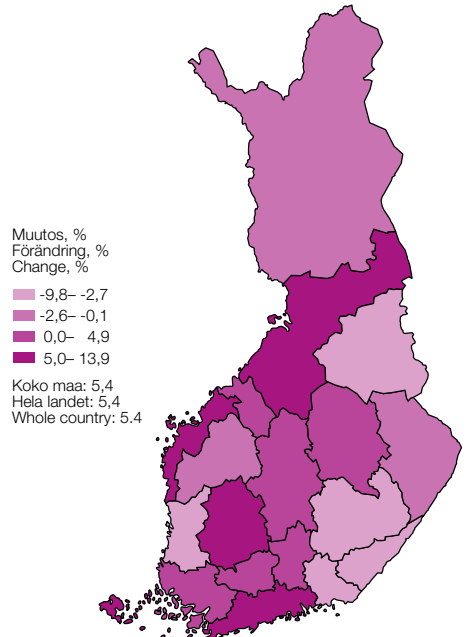 Muutos, %
Förändring, %
Change, %
-9,8– -2,7
-2,6– -0,1
0,0– 4,9
5,0– 13,9
Koko maa: 5,4
Hela landet: 5,4
Whole country: 5.4